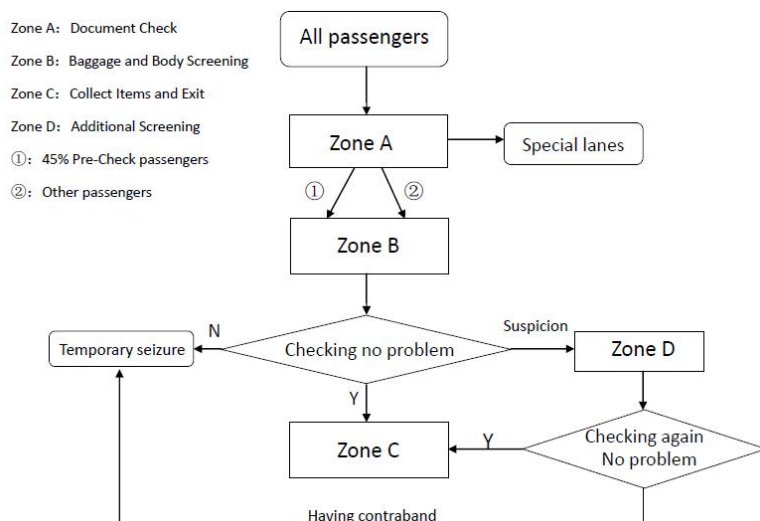 Zone A: Document Check
Zone B: Baggage and Body Screening
Zone C: Collect Items and Exit
Zone D: Additional Screening
①: 45% Pre-Check passengers
②: Other passengers
All passengers
Zone A
Special lanes
① ②
Zone B
N
Suspicion
Temporary seizure
Checking no problem
Zone D
Y
Zone C
Y
Checking again
No problem
Having contraband